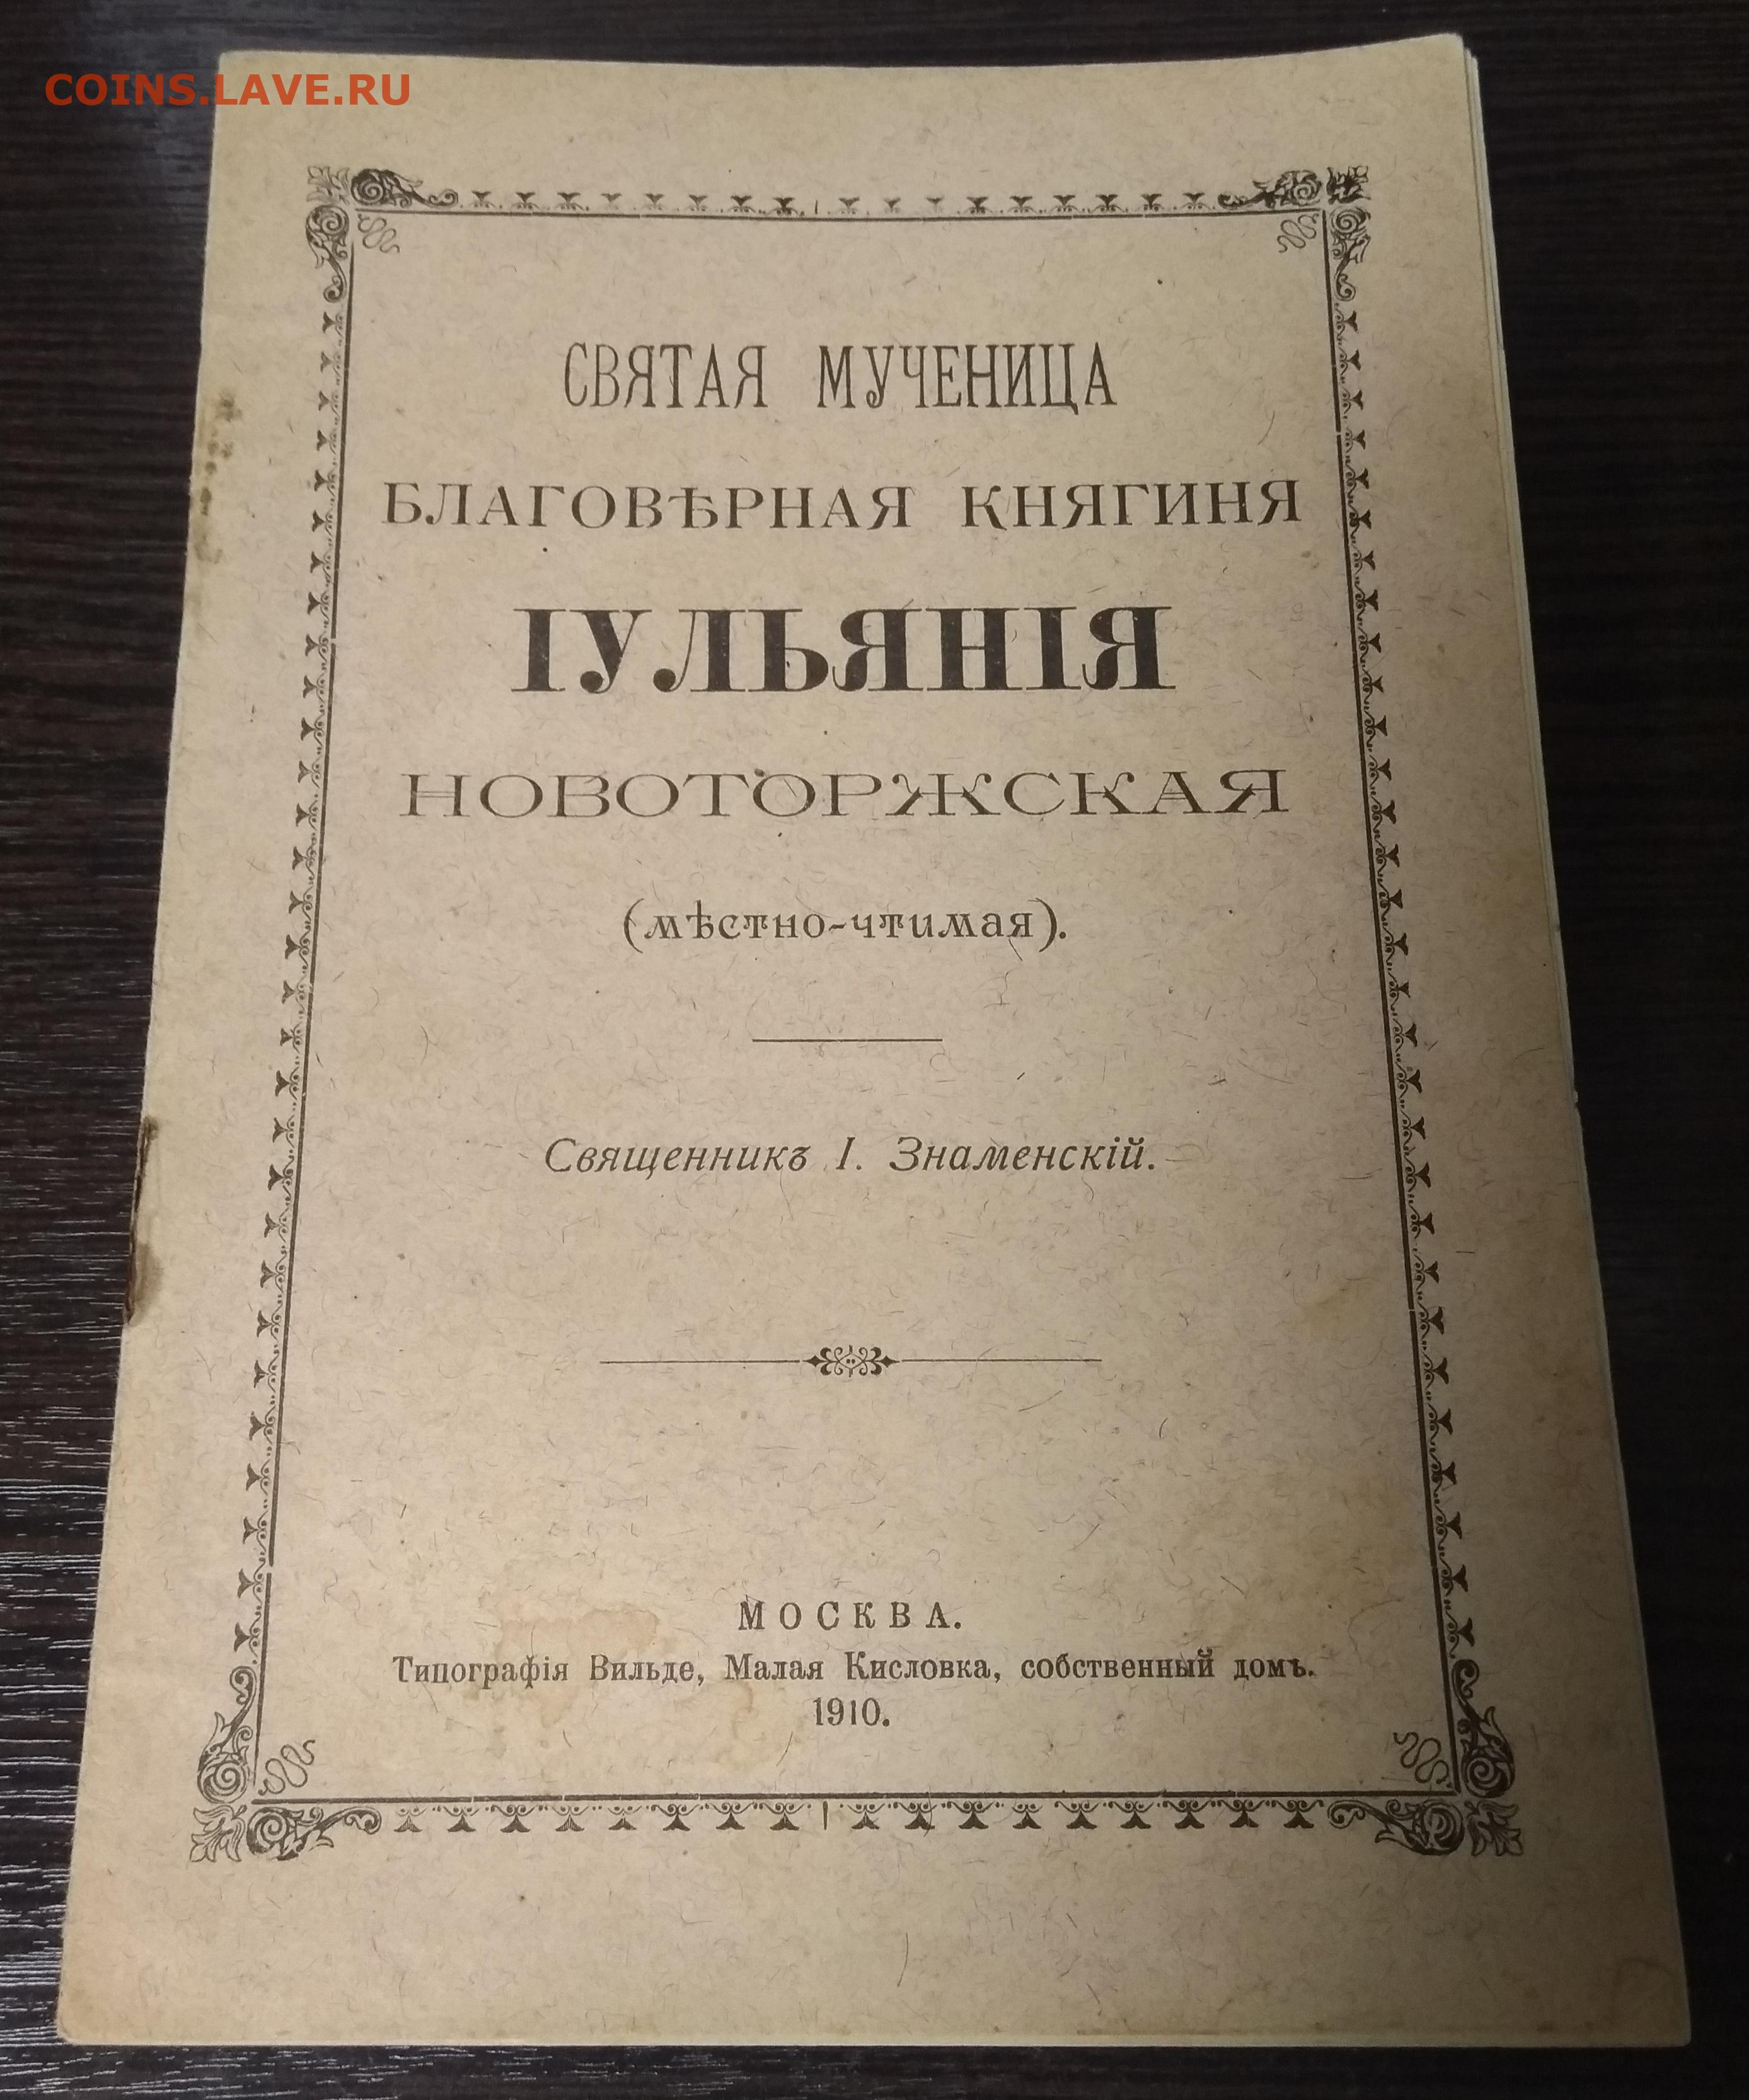 COINS.LAVE.RU
СВЯТАЯ МУЧЕНИЦА
БЛАГОВѢРНАЯ КНЯГИНЯ
ІУЛЬЯНІЯ
НОВОТОРЖСКАЯ
(мѣстно-чтимая).
Священникъ І. Знаменскій.
МОСКВА.
Типографія Вильде, Малая Кисловка, собственный домъ.
1910.